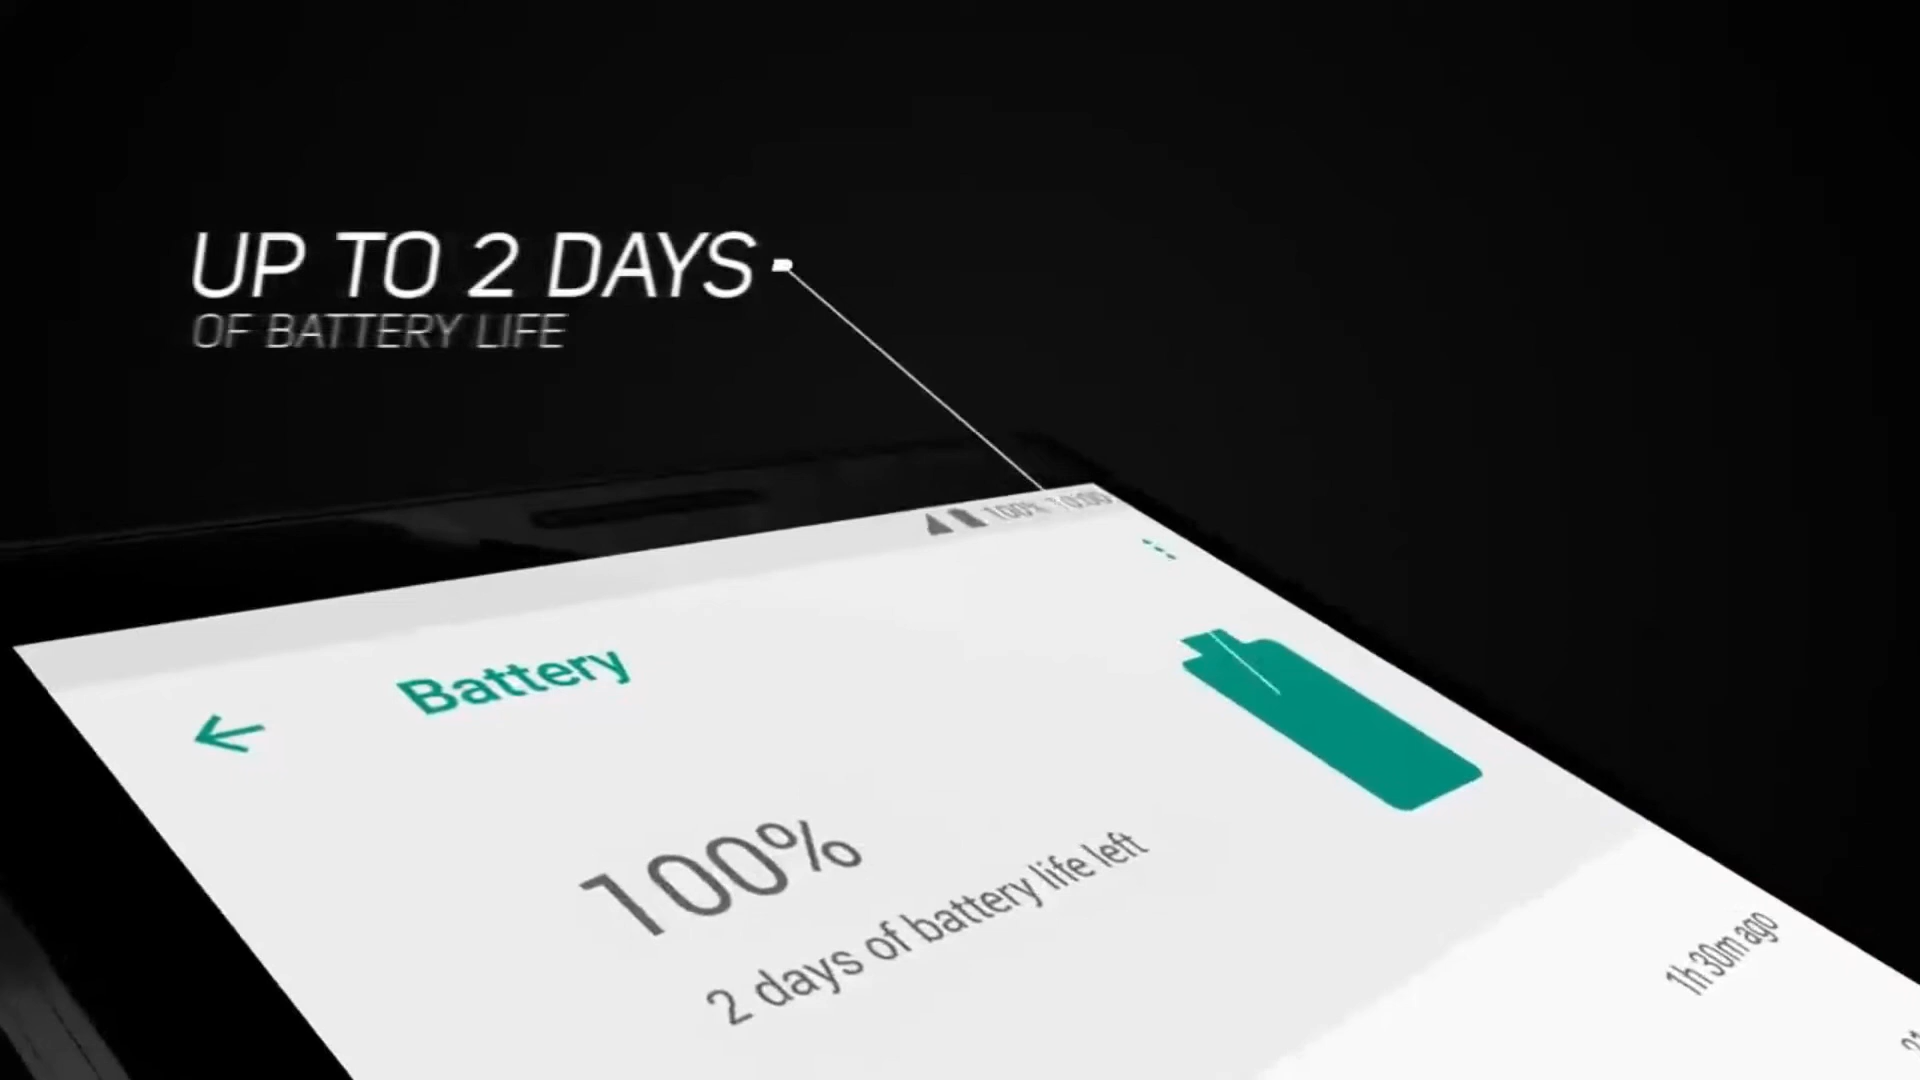 UP TO 2 DAYS
OF BATTERY LIFE
100% 10:00
Battery
100%
2 days of battery life left
1h 30m ago